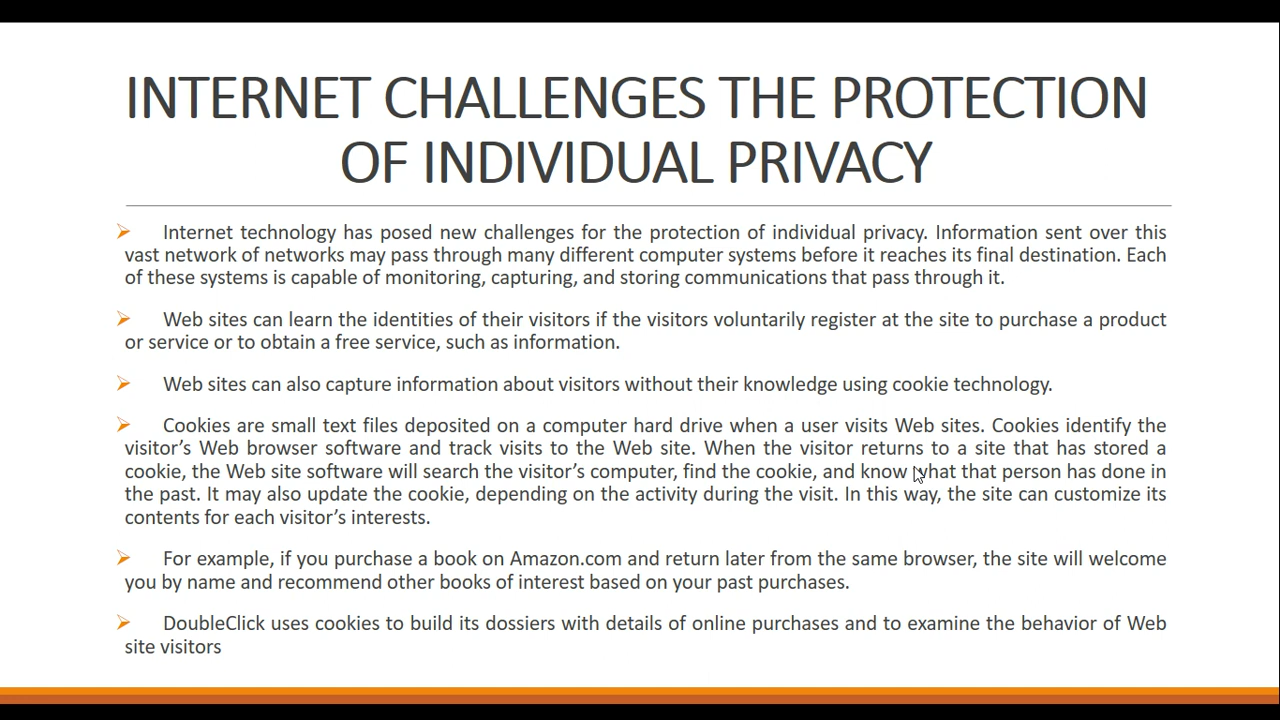 INTERNET CHALLENGES THE PROTECTION
OF INDIVIDUAL PRIVACY
Internet technology has posed new challenges for the protection of individual privacy. Information sent over this
vast network of networks may pass through many different computer systems before it reaches its final destination. Each
of these systems is capable of monitoring, capturing, and storing communications that pass through it.
Web sites can learn the identities of their visitors if the visitors voluntarily register at the site to purchase a product
or service or to obtain a free service, such as information.
Web sites can also capture information about visitors without their knowledge using cookie technology.
Cookies are small text files deposited on a computer hard drive when a user visits Web sites. Cookies identify the
visitor’s Web browser software and track visits to the Web site. When the visitor returns to a site that has stored a
cookie, the Web site software will search the visitor’s computer, find the cookie, and know what that person has done in
the past. It may also update the cookie, depending on the activity during the visit. In this way, the site can customize its
contents for each visitor’s interests.
For example, if you purchase a book on Amazon.com and return later from the same browser, the site will welcome
you by name and recommend other books of interest based on your past purchases.
DoubleClick uses cookies to build its dossiers with details of online purchases and to examine the behavior of Web
site visitors